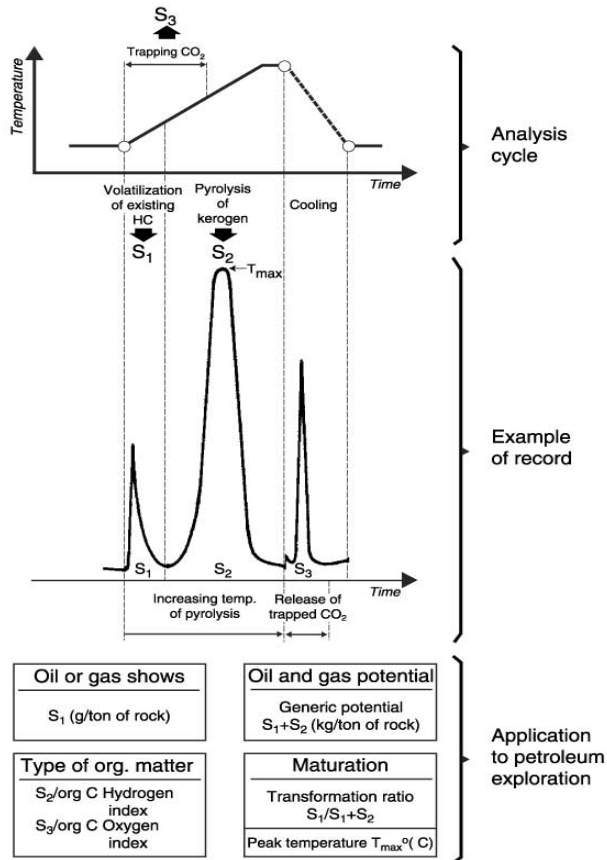 S3
Trapping CO2
Temperature
Time
Analysis
cycle
Volatilization
of existing
HC
Pyrolysis
of
kerogen
Cooling
S1
S2
Tmax
Example
of record
S1
S2
S3
Time
Increasing temp.
of pyrolysis
Release of
trapped CO2
Oil or gas shows
S1 (g/ton of rock)
Oil and gas potential
Generic potential
S1+S2 (kg/ton of rock)
Type of org. matter
S2/org C Hydrogen
index
S3/org C Oxygen
index
Maturation
Transformation ratio
S1/S1+S2
Peak temperature Tmaxo( C)
Application
to petroleum
exploration